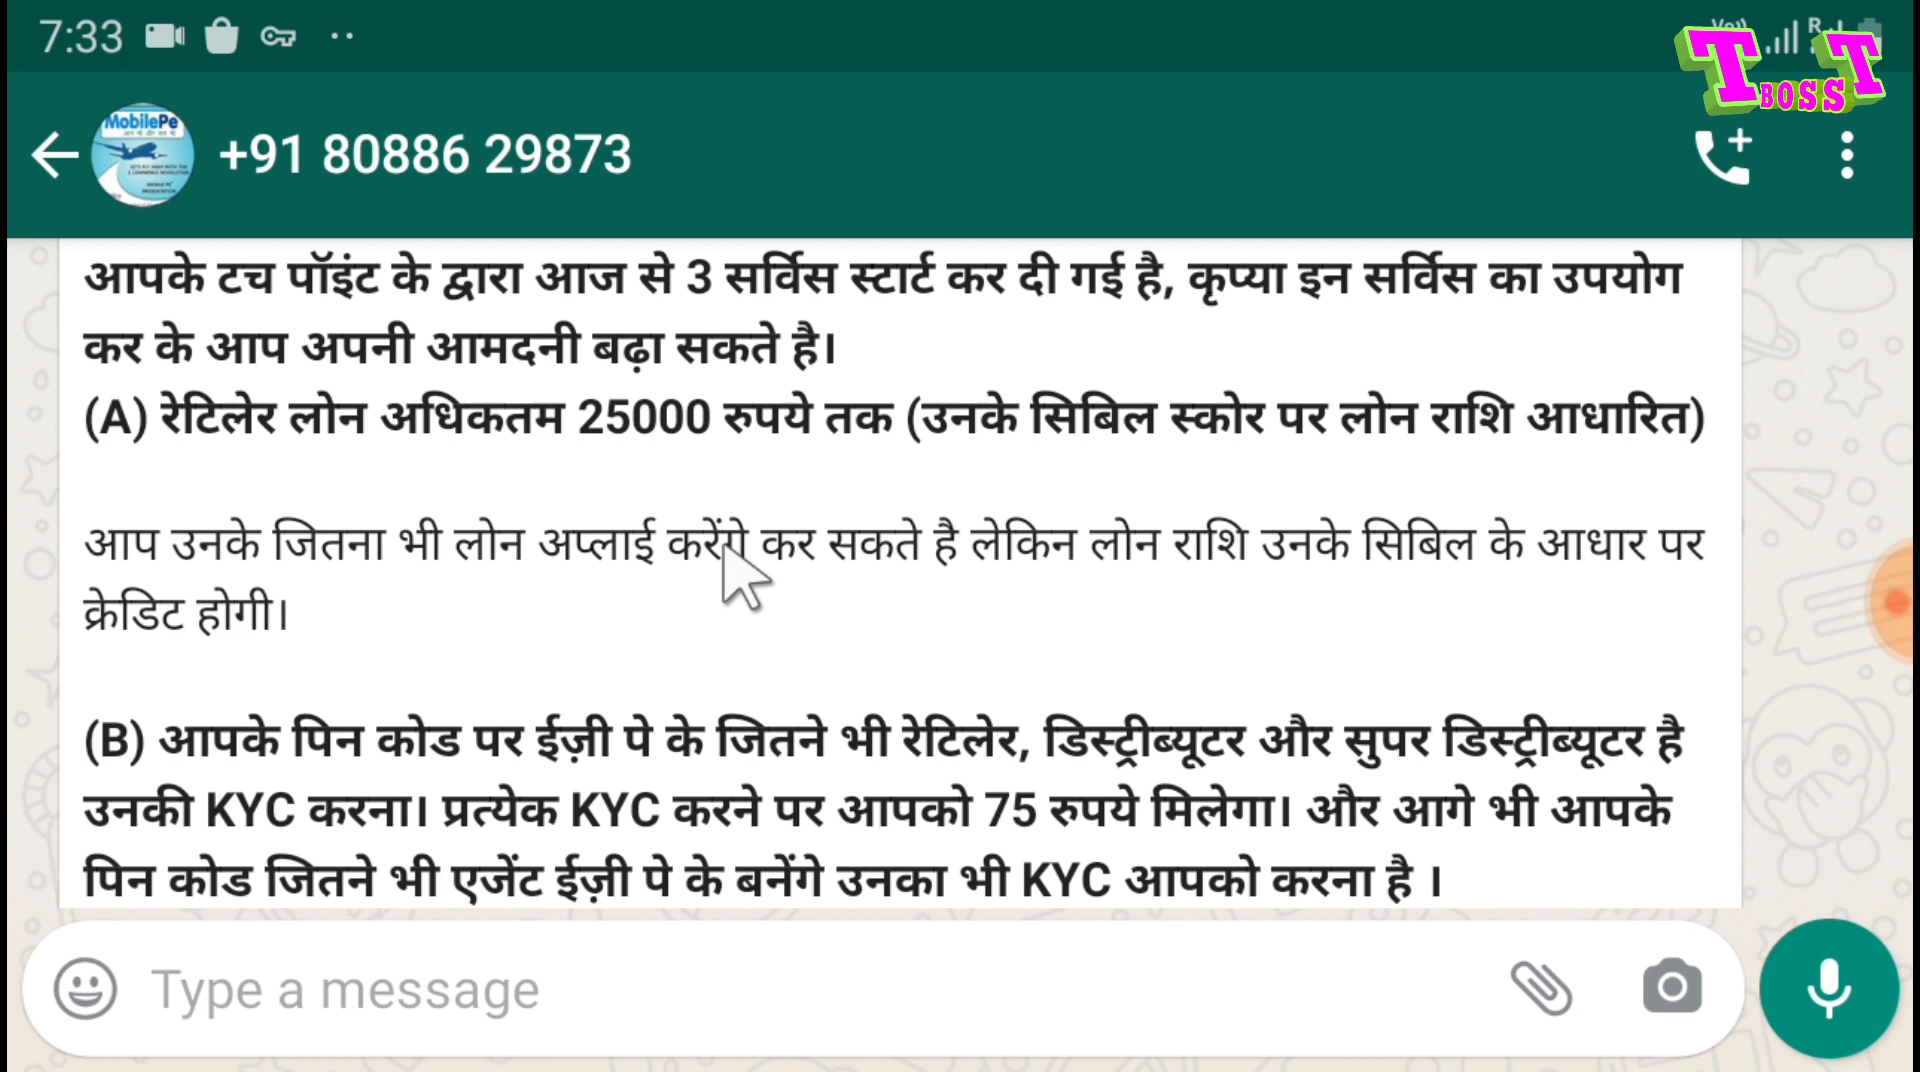 7:33
T BOSS T
MobilePe
+91 80886 29873
आपके टच पॉइंट के द्वारा आज से 3 सर्विस स्टार्ट कर दी गई है, कृप्या इन सर्विस का उपयोग
कर के आप अपनी आमदनी बढ़ा सकते है।
(A) रेटिलेर लोन अधिकतम 25000 रुपये तक (उनके सिबिल स्कोर पर लोन राशि आधारित)
आप उनके जितना भी लोन अप्लाई करेंगे कर सकते है लेकिन लोन राशि उनके सिबिल के आधार पर
क्रेडिट होगी।
(B) आपके पिन कोड पर ईज़ी पे के जितने भी रेटिलेर, डिस्ट्रीब्यूटर और सुपर डिस्ट्रीब्यूटर है
उनकी KYC करना। प्रत्येक KYC करने पर आपको 75 रुपये मिलेगा। और आगे भी आपके
पिन कोड जितने भी एजेंट ईज़ी पे के बनेंगे उनका भी KYC आपको करना है ।
Type a message